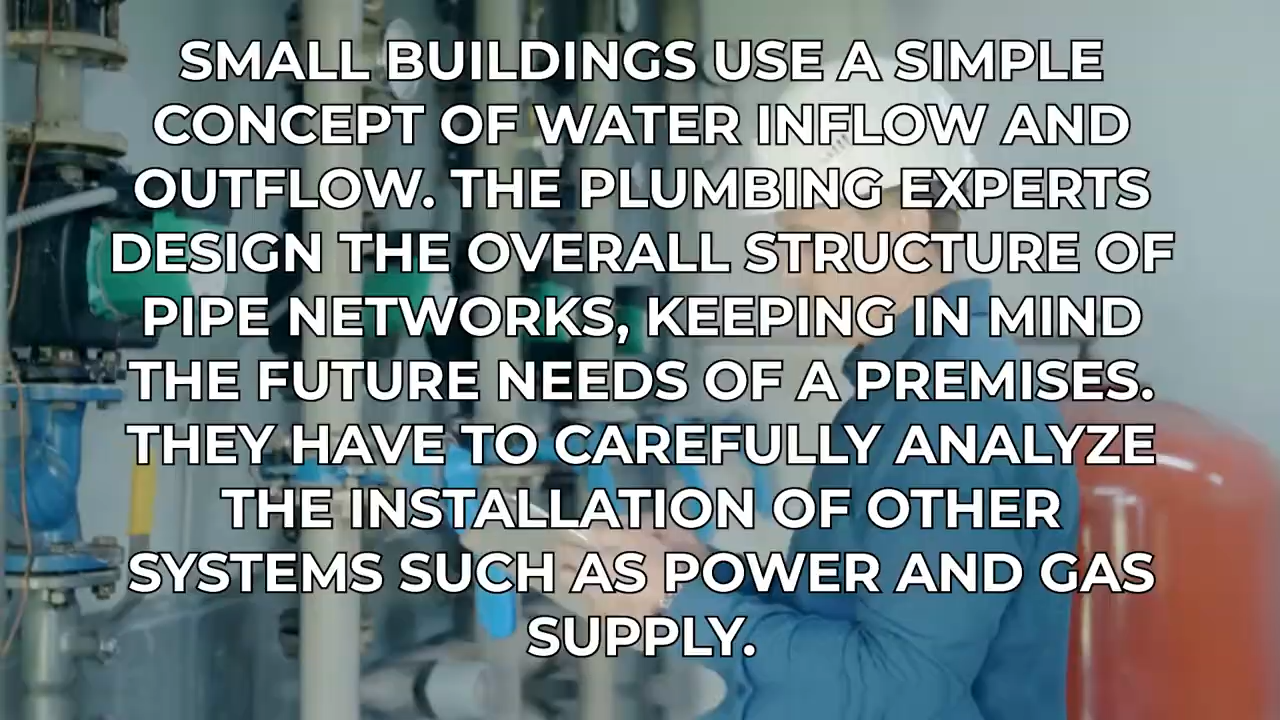 SMALL BUILDINGS USE A SIMPLE
CONCEPT OF WATER INFLOW AND
OUTFLOW. THE PLUMBING EXPERTS
DESIGN THE OVERALL STRUCTURE OF
PIPE NETWORKS, KEEPING IN MIND
THE FUTURE NEEDS OF A PREMISES.
THEY HAVE TO CAREFULLY ANALYZE
THE INSTALLATION OF OTHER
SYSTEMS SUCH AS POWER AND GAS
SUPPLY.